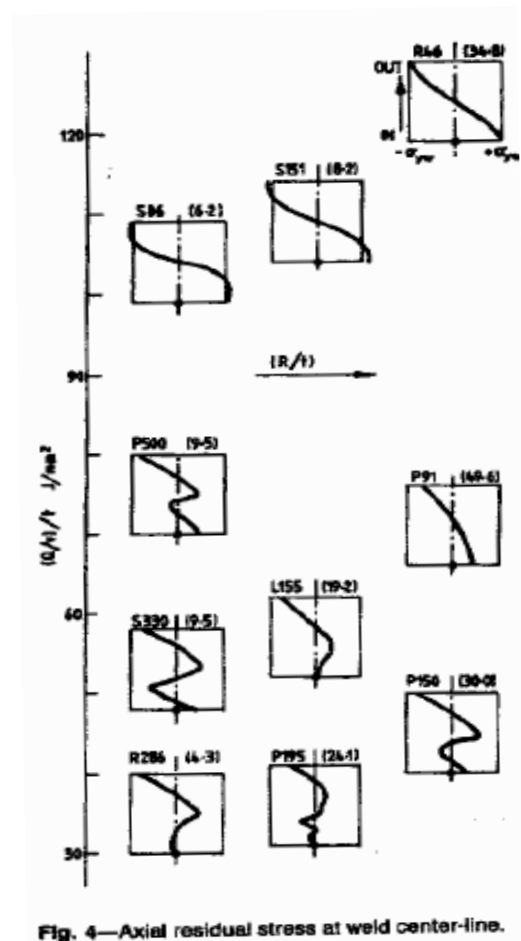 R46 (34·8)
OUT
IN
-σyw +σyw
120
S151 (8·2)
S86 (6·2)
(R/t)
90
(Q/v)/t J/mm²
P500 (9·5)
P91 (49·6)
60
L155 (19·2)
S330 (9·5)
P150 (30·0)
R286 (4·3)
P195 (24·1)
30
Fig. 4—Axial residual stress at weld center-line.